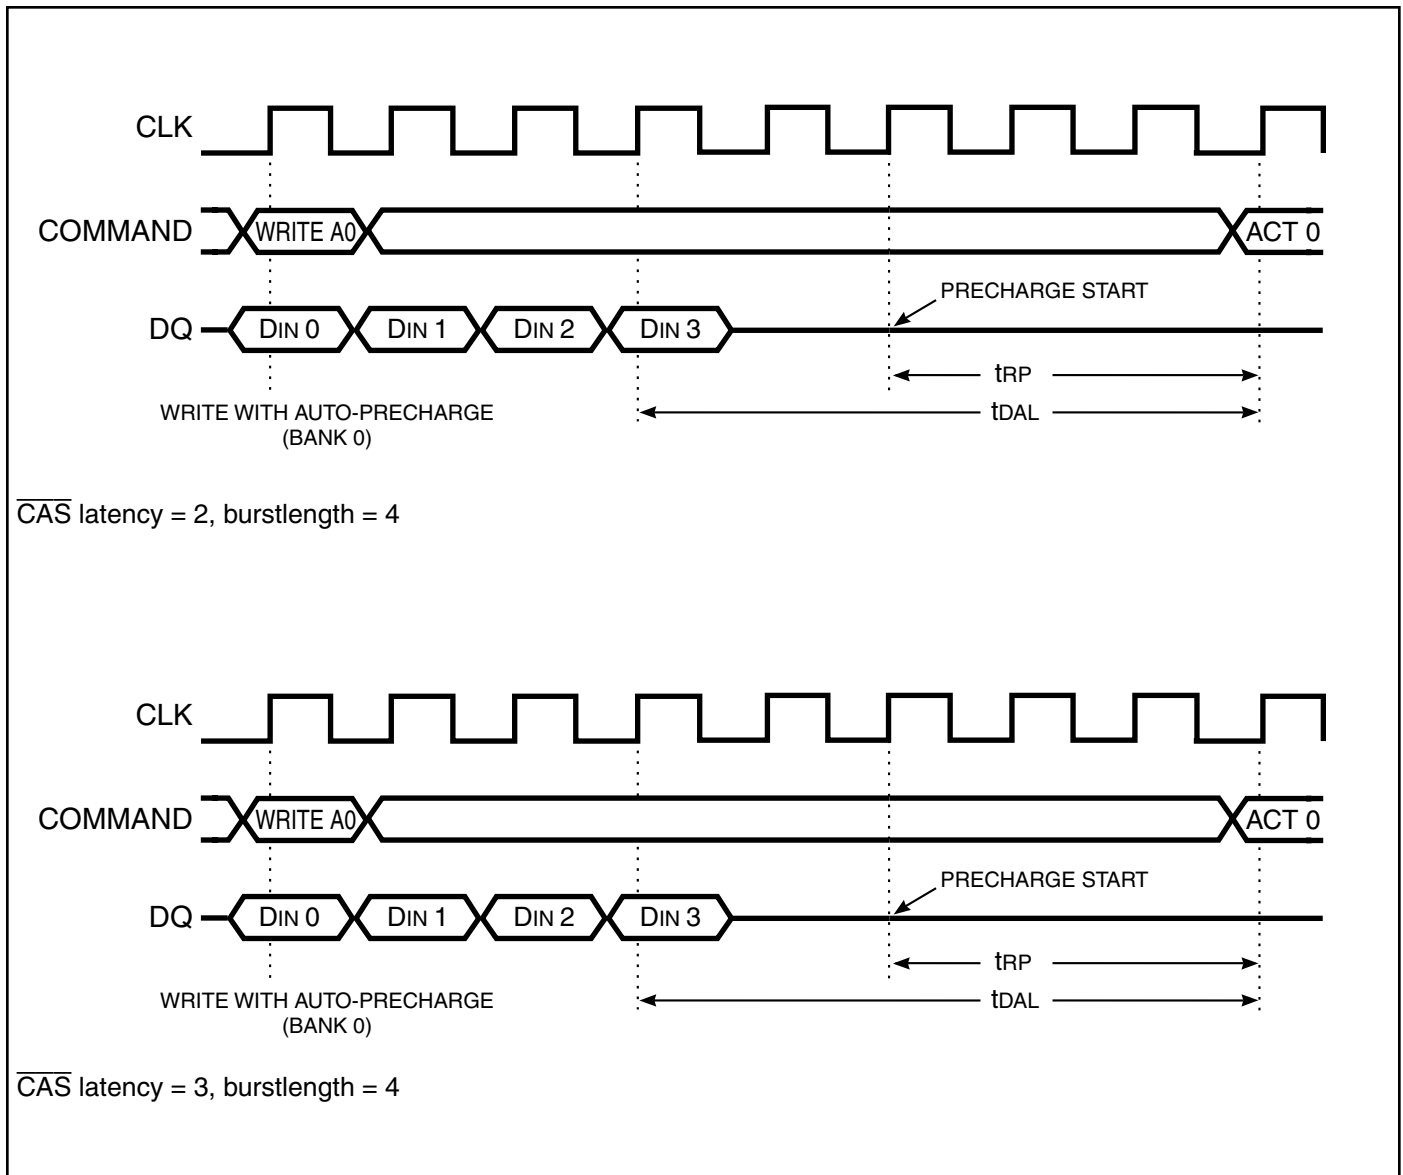 CLK
COMMAND WRITE A0 ACT 0
PRECHARGE START
DQ DIN 0 DIN 1 DIN 2 DIN 3
tRP
WRITE WITH AUTO-PRECHARGE tDAL
(BANK 0)
C̅A̅S̅ latency = 2, burstlength = 4
CLK
COMMAND WRITE A0 ACT 0
PRECHARGE START
DQ DIN 0 DIN 1 DIN 2 DIN 3
tRP
WRITE WITH AUTO-PRECHARGE tDAL
(BANK 0)
C̅A̅S̅ latency = 3, burstlength = 4